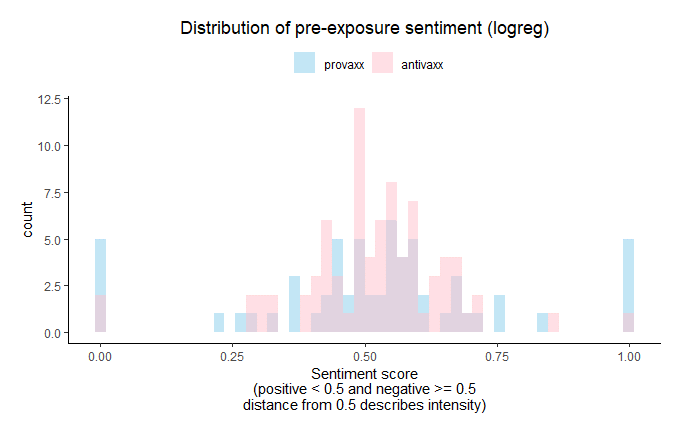 Distribution of pre-exposure sentiment (logreg)
provaxx antivaxx
12.5
10.0
7.5
5.0
2.5
0.0
count
0.00 0.25 0.50 0.75 1.00
Sentiment score
(positive < 0.5 and negative >= 0.5
distance from 0.5 describes intensity)